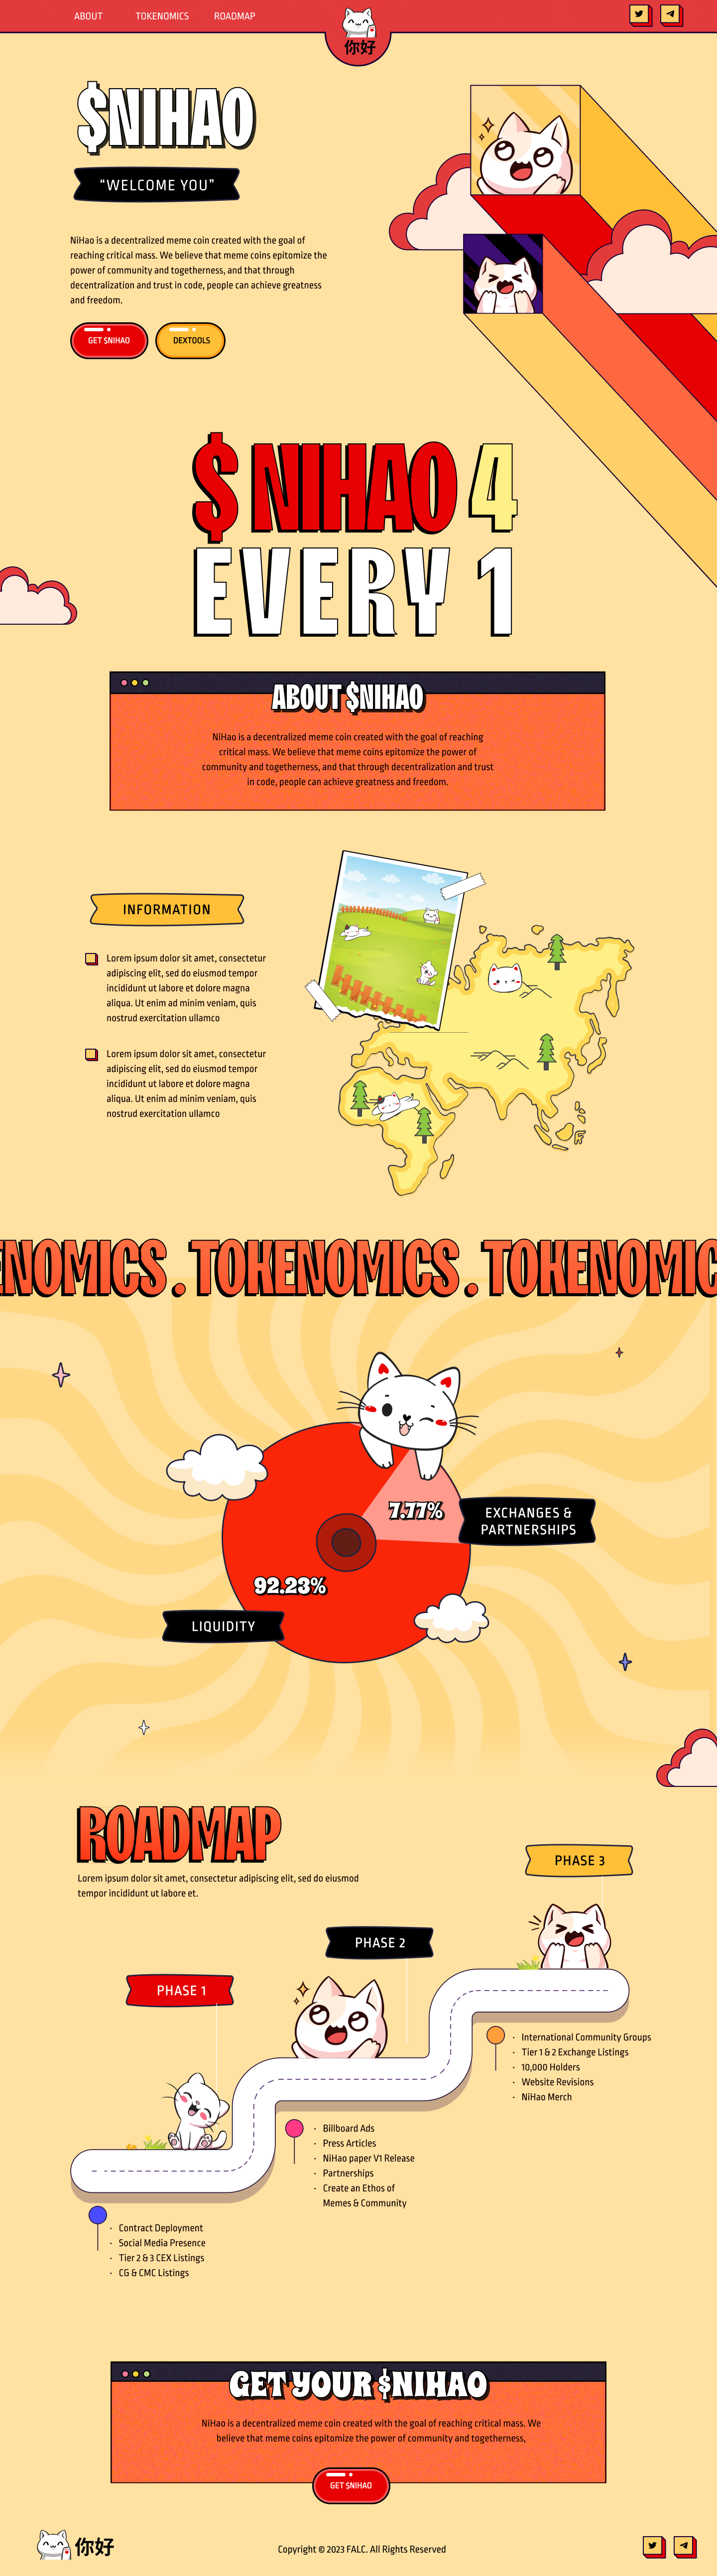 ABOUT TOKENOMICS ROADMAP
你好
$NIHAO
“WELCOME YOU”
NiHao is a decentralized meme coin created with the goal of
reaching critical mass. We believe that meme coins epitomize the
power of community and togetherness, and that through
decentralization and trust in code, people can achieve greatness
and freedom.
GET $NIHAO
DEXTOOLS
$ NIHAO 4
EVERY 1
ABOUT $NIHAO
NiHao is a decentralized meme coin created with the goal of reaching
critical mass. We believe that meme coins epitomize the power of
community and togetherness, and that through decentralization and trust
in code, people can achieve greatness and freedom.
INFORMATION
Lorem ipsum dolor sit amet, consectetur
adipiscing elit, sed do eiusmod tempor
incididunt ut labore et dolore magna
aliqua. Ut enim ad minim veniam, quis
nostrud exercitation ullamco
Lorem ipsum dolor sit amet, consectetur
adipiscing elit, sed do eiusmod tempor
incididunt ut labore et dolore magna
aliqua. Ut enim ad minim veniam, quis
nostrud exercitation ullamco
ENOMICS . TOKENOMICS . TOKENOMIC
7.77%
EXCHANGES &
PARTNERSHIPS
92.23%
LIQUIDITY
ROADMAP
Lorem ipsum dolor sit amet, consectetur adipiscing elit, sed do eiusmod
tempor incididunt ut labore et.
PHASE 1
· Contract Deployment
· Social Media Presence
· Tier 2 & 3 CEX Listings
· CG & CMC Listings
PHASE 2
· Billboard Ads
· Press Articles
· NiHao paper V1 Release
· Partnerships
· Create an Ethos of
Memes & Community
PHASE 3
· International Community Groups
· Tier 1 & 2 Exchange Listings
· 10,000 Holders
· Website Revisions
· NiHao Merch
GET YOUR $NIHAO
NiHao is a decentralized meme coin created with the goal of reaching critical mass. We
believe that meme coins epitomize the power of community and togetherness,
GET $NIHAO
你好
Copyright © 2023 FALC. All Rights Reserved